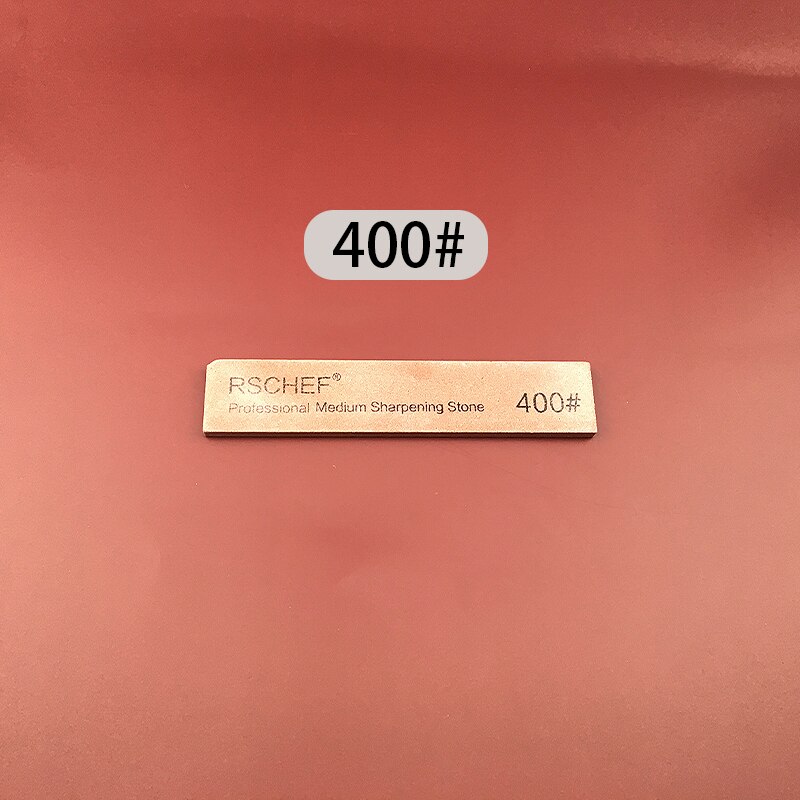 400#
RSCHEF®
Professional Medium Sharpening Stone 400#